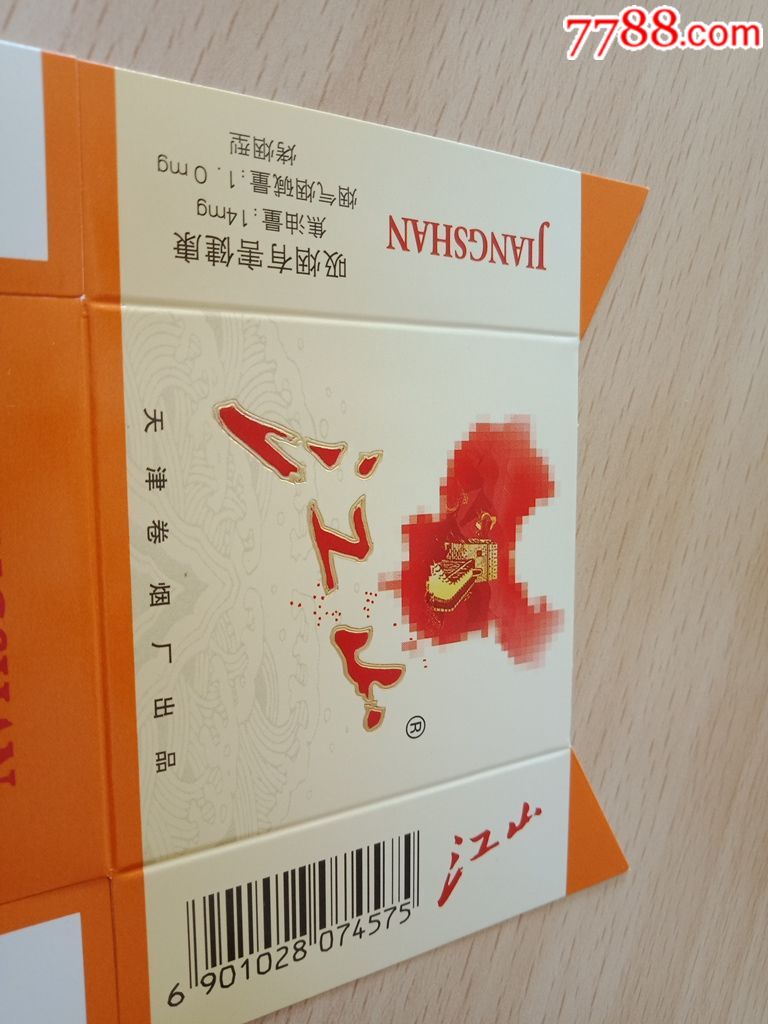 7788.com
JIANGSHAN
吸烟有害健康
焦油量:14mg
烟气烟碱量:1.0mg
烤烟型
江山
®
天津卷烟厂出品
江山
6 901028 074575